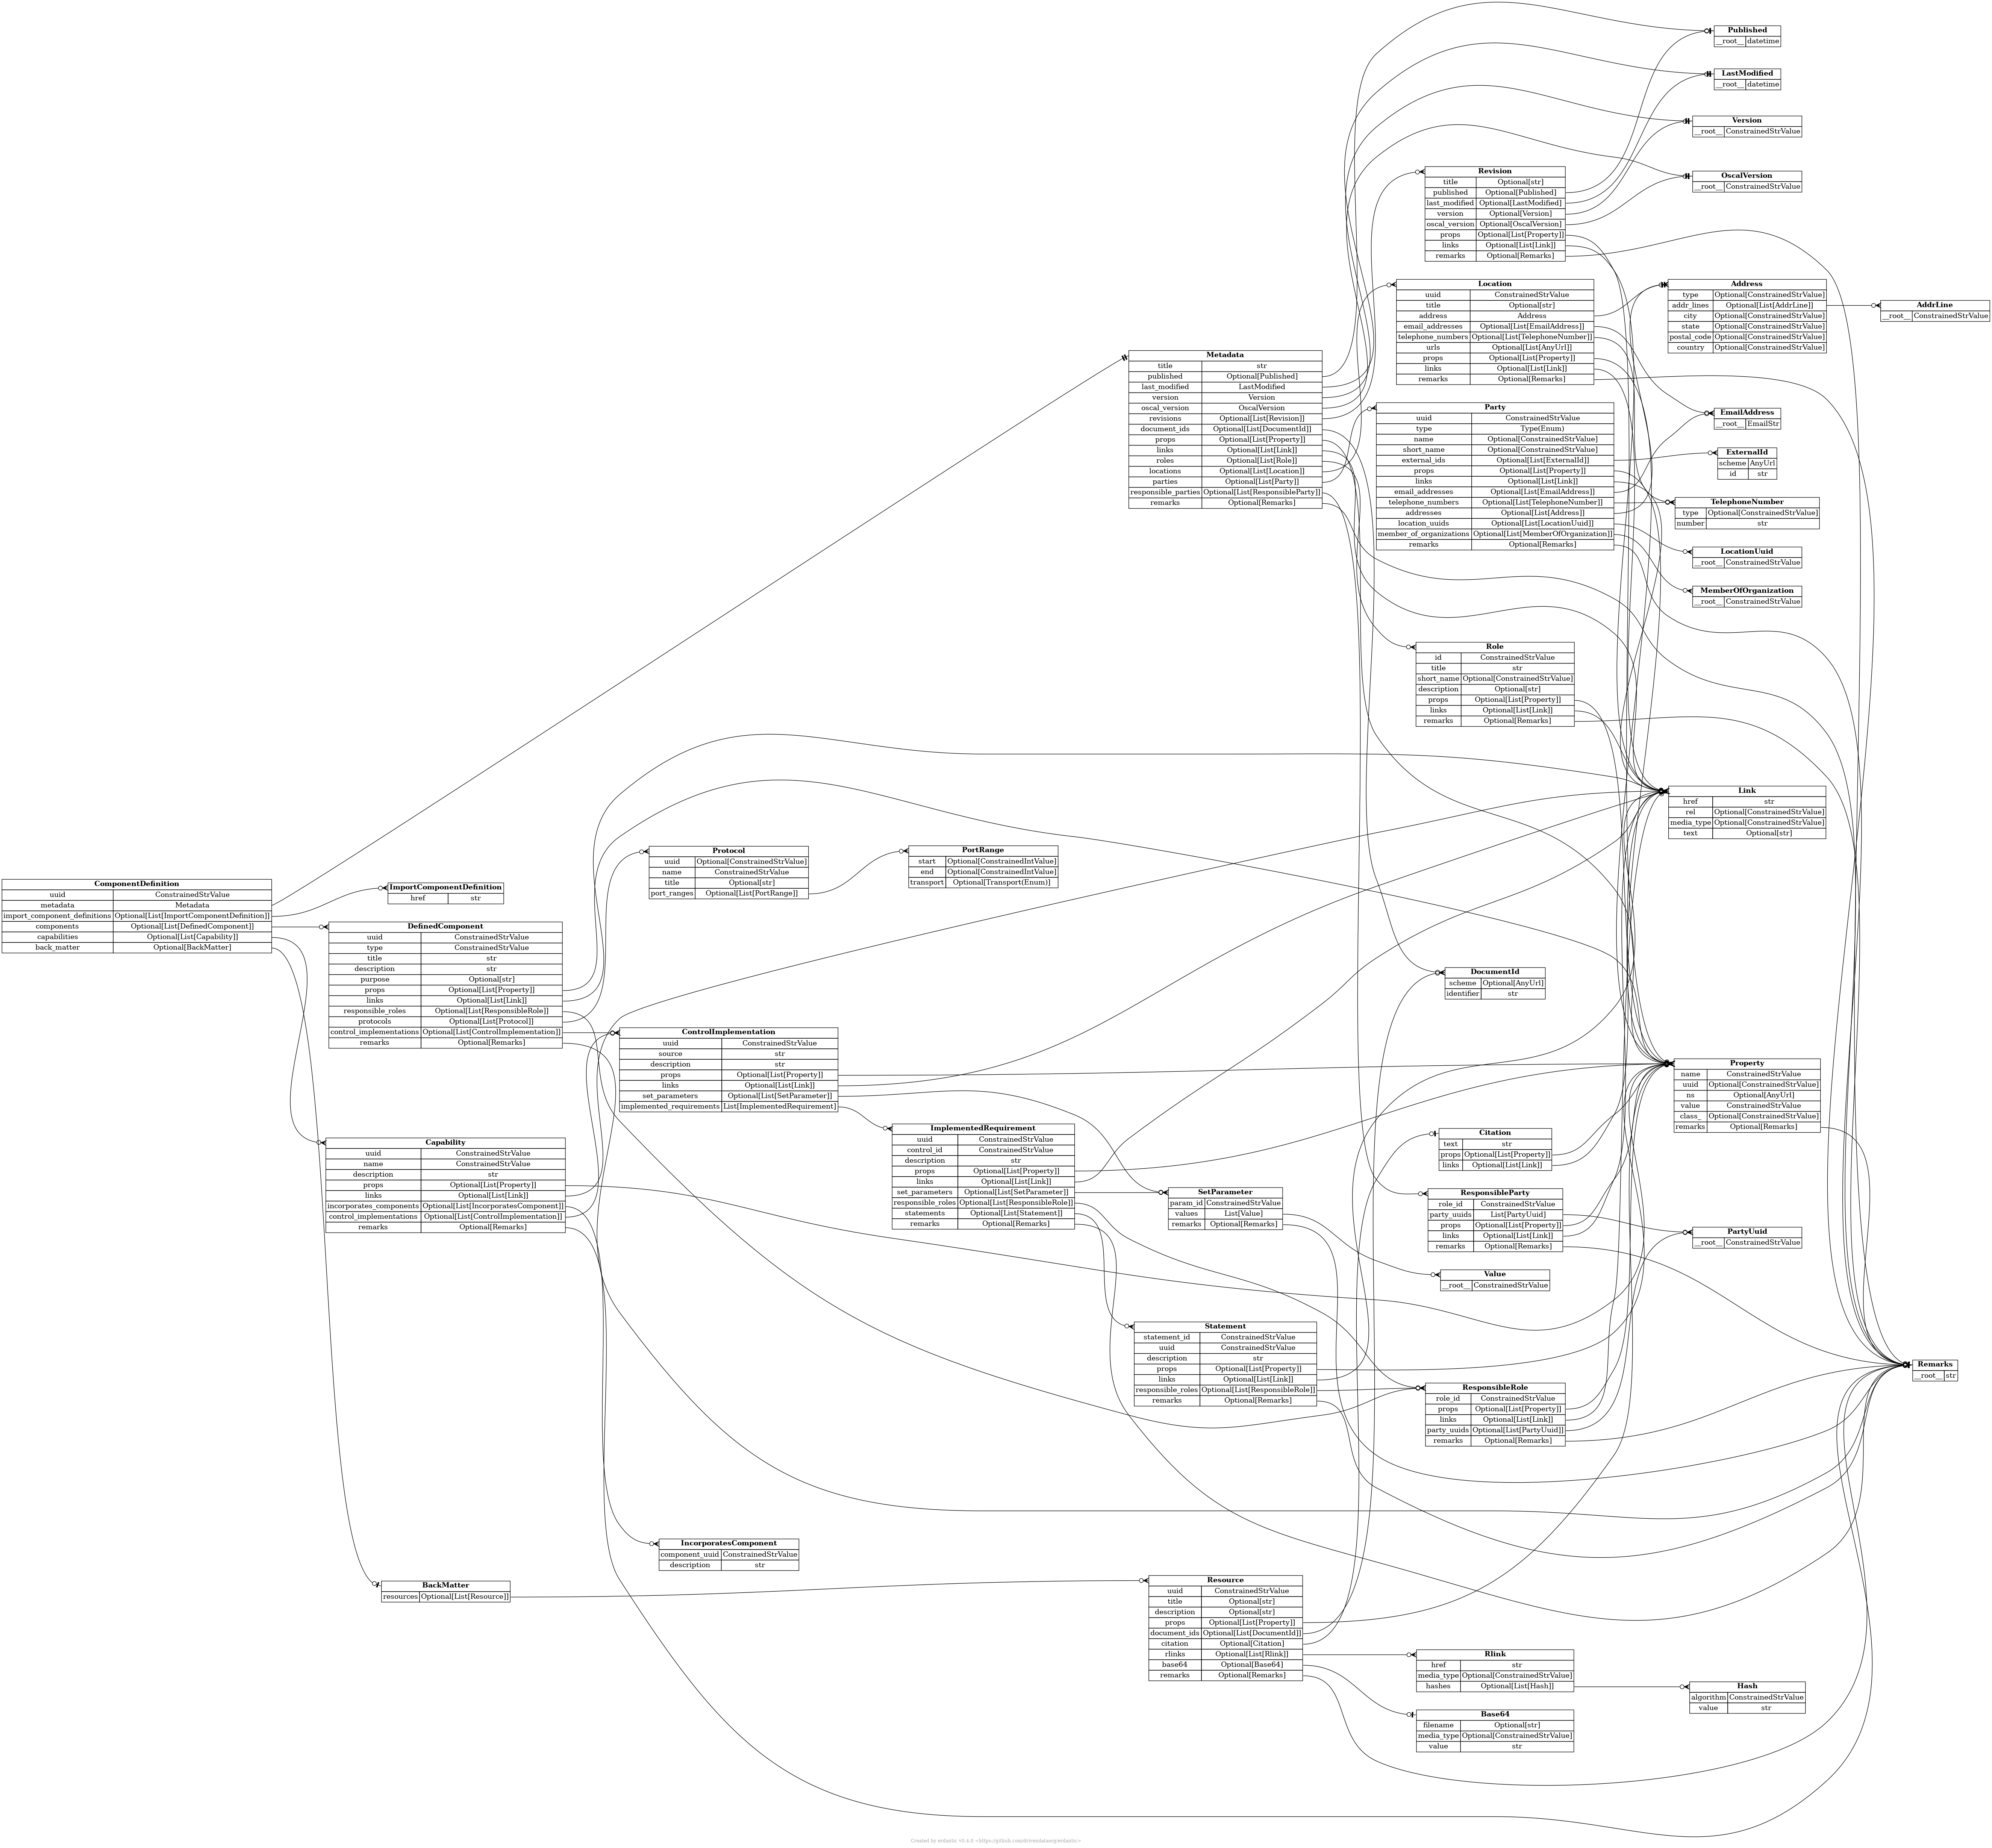 Published
__root__ datetime
LastModified
__root__ datetime
Version
__root__ ConstrainedStrValue
OscalVersion
__root__ ConstrainedStrValue
Revision
title Optional[str]
published Optional[Published]
last_modified Optional[LastModified]
version Optional[Version]
oscal_version Optional[OscalVersion]
props Optional[List[Property]]
links Optional[List[Link]]
remarks Optional[Remarks]
Location
uuid ConstrainedStrValue
title Optional[str]
address Address
email_addresses Optional[List[EmailAddress]]
telephone_numbers Optional[List[TelephoneNumber]]
urls Optional[List[AnyUrl]]
props Optional[List[Property]]
links Optional[List[Link]]
remarks Optional[Remarks]
Address
type Optional[ConstrainedStrValue]
addr_lines Optional[List[AddrLine]]
city Optional[ConstrainedStrValue]
state Optional[ConstrainedStrValue]
postal_code Optional[ConstrainedStrValue]
country Optional[ConstrainedStrValue]
AddrLine
__root__ ConstrainedStrValue
Metadata
title str
published Optional[Published]
last_modified LastModified
version Version
oscal_version OscalVersion
revisions Optional[List[Revision]]
document_ids Optional[List[DocumentId]]
props Optional[List[Property]]
links Optional[List[Link]]
roles Optional[List[Role]]
locations Optional[List[Location]]
parties Optional[List[Party]]
responsible_parties Optional[List[ResponsibleParty]]
remarks Optional[Remarks]
Party
uuid ConstrainedStrValue
type Type(Enum)
name Optional[ConstrainedStrValue]
short_name Optional[ConstrainedStrValue]
external_ids Optional[List[ExternalId]]
props Optional[List[Property]]
links Optional[List[Link]]
email_addresses Optional[List[EmailAddress]]
telephone_numbers Optional[List[TelephoneNumber]]
addresses Optional[List[Address]]
location_uuids Optional[List[LocationUuid]]
member_of_organizations Optional[List[MemberOfOrganization]]
remarks Optional[Remarks]
EmailAddress
__root__ EmailStr
ExternalId
scheme AnyUrl
id str
TelephoneNumber
type Optional[ConstrainedStrValue]
number str
LocationUuid
__root__ ConstrainedStrValue
MemberOfOrganization
__root__ ConstrainedStrValue
Role
id ConstrainedStrValue
title str
short_name Optional[ConstrainedStrValue]
description Optional[str]
props Optional[List[Property]]
links Optional[List[Link]]
remarks Optional[Remarks]
Link
href str
rel Optional[ConstrainedStrValue]
media_type Optional[ConstrainedStrValue]
text Optional[str]
Protocol
uuid Optional[ConstrainedStrValue]
name ConstrainedStrValue
title Optional[str]
port_ranges Optional[List[PortRange]]
PortRange
start Optional[ConstrainedIntValue]
end Optional[ConstrainedIntValue]
transport Optional[Transport(Enum)]
ComponentDefinition
uuid ConstrainedStrValue
metadata Metadata
import_component_definitions Optional[List[ImportComponentDefinition]]
components Optional[List[DefinedComponent]]
capabilities Optional[List[Capability]]
back_matter Optional[BackMatter]
ImportComponentDefinition
href str
DefinedComponent
uuid ConstrainedStrValue
type ConstrainedStrValue
title str
description str
purpose Optional[str]
props Optional[List[Property]]
links Optional[List[Link]]
responsible_roles Optional[List[ResponsibleRole]]
protocols Optional[List[Protocol]]
control_implementations Optional[List[ControlImplementation]]
remarks Optional[Remarks]
DocumentId
scheme Optional[AnyUrl]
identifier str
ControlImplementation
uuid ConstrainedStrValue
source str
description str
props Optional[List[Property]]
links Optional[List[Link]]
set_parameters Optional[List[SetParameter]]
implemented_requirements List[ImplementedRequirement]
Property
name ConstrainedStrValue
uuid Optional[ConstrainedStrValue]
ns Optional[AnyUrl]
value ConstrainedStrValue
class_ Optional[ConstrainedStrValue]
remarks Optional[Remarks]
ImplementedRequirement
uuid ConstrainedStrValue
control_id ConstrainedStrValue
description str
props Optional[List[Property]]
links Optional[List[Link]]
set_parameters Optional[List[SetParameter]]
responsible_roles Optional[List[ResponsibleRole]]
statements Optional[List[Statement]]
remarks Optional[Remarks]
Citation
text str
props Optional[List[Property]]
links Optional[List[Link]]
Capability
uuid ConstrainedStrValue
name ConstrainedStrValue
description str
props Optional[List[Property]]
links Optional[List[Link]]
incorporates_components Optional[List[IncorporatesComponent]]
control_implementations Optional[List[ControlImplementation]]
remarks Optional[Remarks]
SetParameter
param_id ConstrainedStrValue
values List[Value]
remarks Optional[Remarks]
ResponsibleParty
role_id ConstrainedStrValue
party_uuids List[PartyUuid]
props Optional[List[Property]]
links Optional[List[Link]]
remarks Optional[Remarks]
PartyUuid
__root__ ConstrainedStrValue
Value
__root__ ConstrainedStrValue
Statement
statement_id ConstrainedStrValue
uuid ConstrainedStrValue
description str
props Optional[List[Property]]
links Optional[List[Link]]
responsible_roles Optional[List[ResponsibleRole]]
remarks Optional[Remarks]
Remarks
__root__ str
ResponsibleRole
role_id ConstrainedStrValue
props Optional[List[Property]]
links Optional[List[Link]]
party_uuids Optional[List[PartyUuid]]
remarks Optional[Remarks]
IncorporatesComponent
component_uuid ConstrainedStrValue
description str
BackMatter
resources Optional[List[Resource]]
Resource
uuid ConstrainedStrValue
title Optional[str]
description Optional[str]
props Optional[List[Property]]
document_ids Optional[List[DocumentId]]
citation Optional[Citation]
rlinks Optional[List[Rlink]]
base64 Optional[Base64]
remarks Optional[Remarks]
Rlink
href str
media_type Optional[ConstrainedStrValue]
hashes Optional[List[Hash]]
Hash
algorithm ConstrainedStrValue
value str
Base64
filename Optional[str]
media_type Optional[ConstrainedStrValue]
value str
Created by erdantic v0.4.0 <https://github.com/drivendataorg/erdantic>